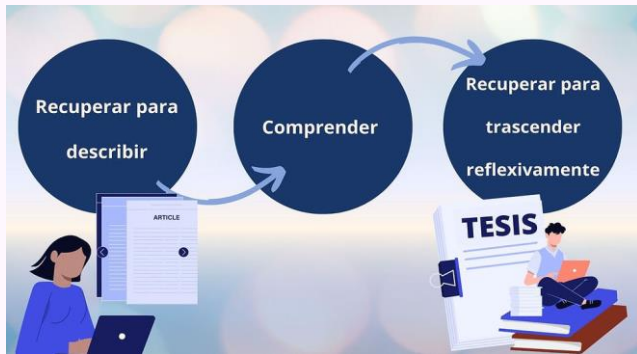 Recuperar para
describir
Comprender
Recuperar para
trascender
reflexivamente
ARTICLE
TESIS